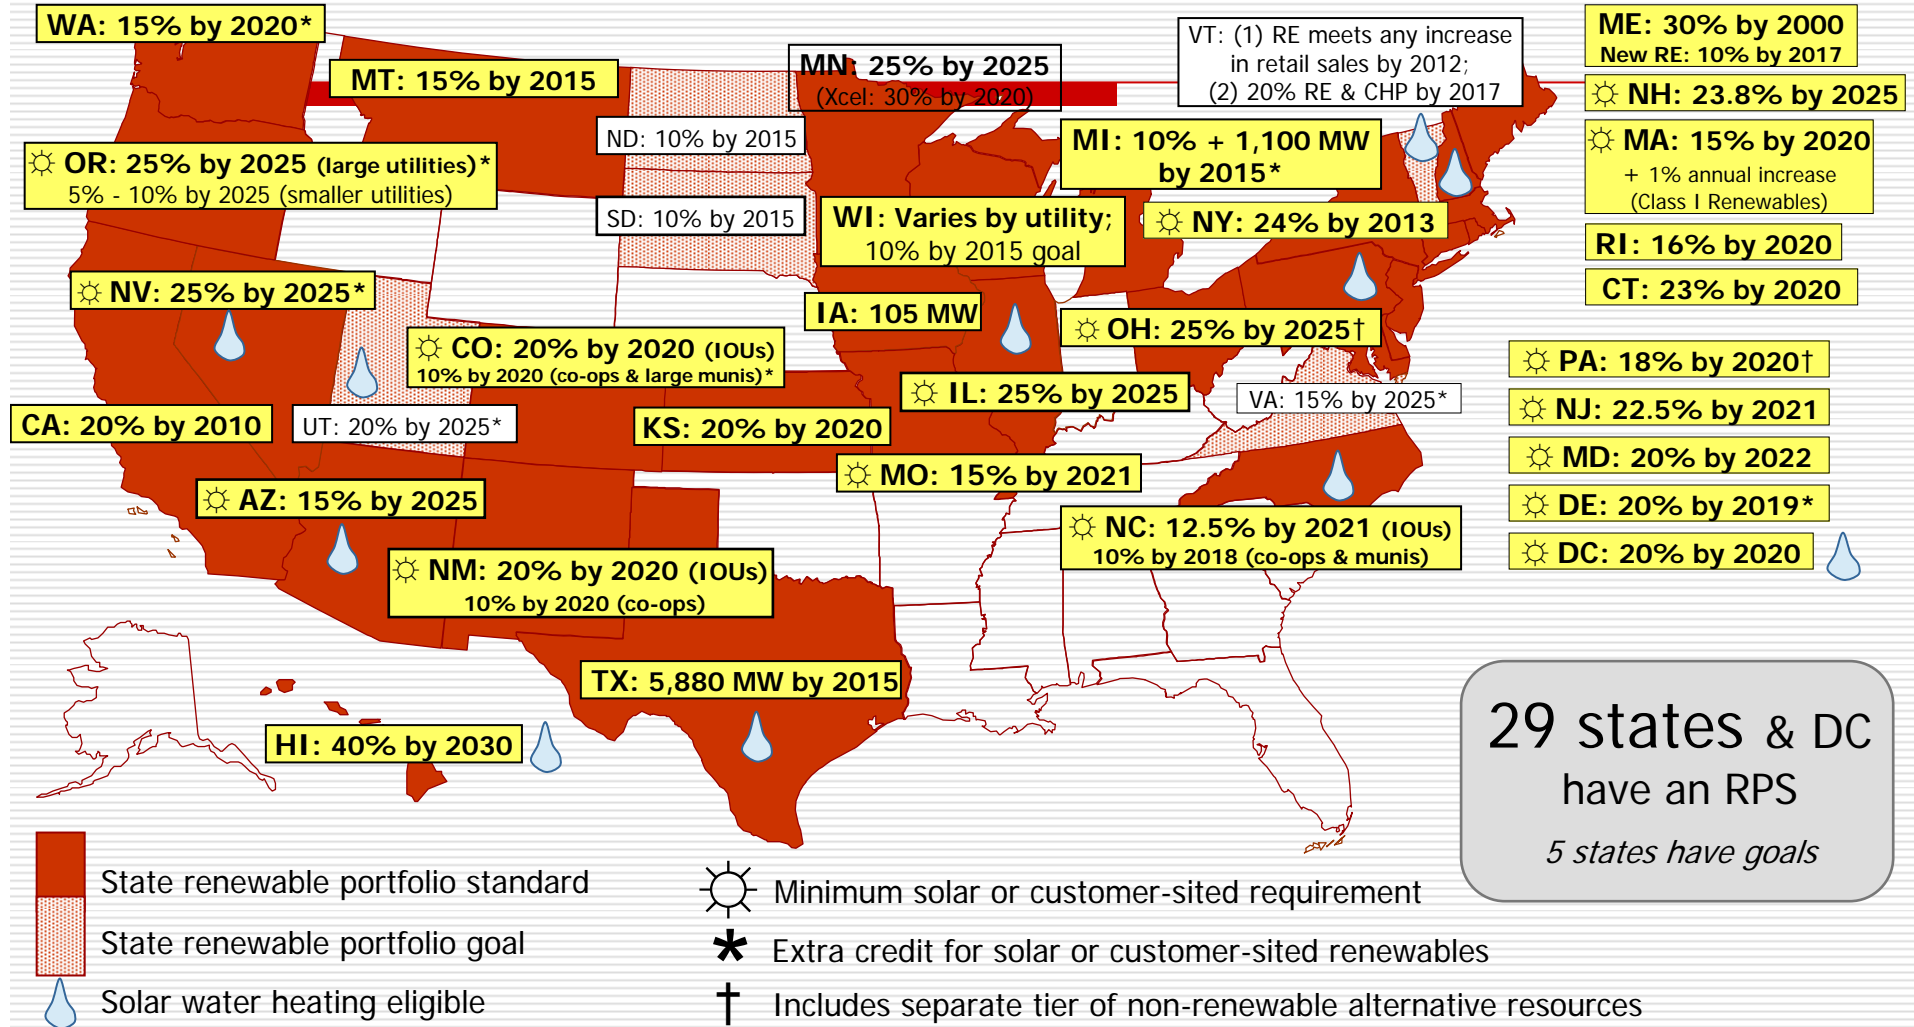 WA: 15% by 2020*
MT: 15% by 2015
MN: 25% by 2025
(Xcel: 30% by 2020)
VT: (1) RE meets any increase
in retail sales by 2012;
(2) 20% RE & CHP by 2017
ME: 30% by 2000
New RE: 10% by 2017
☼ NH: 23.8% by 2025
ND: 10% by 2015
MI: 10% + 1,100 MW
by 2015*
☼ MA: 15% by 2020
+ 1% annual increase
(Class I Renewables)
☼ OR: 25% by 2025 (large utilities)*
5% - 10% by 2025 (smaller utilities)
SD: 10% by 2015
WI: Varies by utility;
10% by 2015 goal
☼ NY: 24% by 2013
RI: 16% by 2020
CT: 23% by 2020
☼ NV: 25% by 2025*
IA: 105 MW
☼ OH: 25% by 2025†
☼ CO: 20% by 2020 (IOUs)
10% by 2020 (co-ops & large munis)*
☼ PA: 18% by 2020†
☼ IL: 25% by 2025
VA: 15% by 2025*
☼ NJ: 22.5% by 2021
CA: 20% by 2010
UT: 20% by 2025*
KS: 20% by 2020
☼ MD: 20% by 2022
☼ MO: 15% by 2021
☼ AZ: 15% by 2025
☼ DE: 20% by 2019*
☼ NC: 12.5% by 2021 (IOUs)
10% by 2018 (co-ops & munis)
☼ DC: 20% by 2020
☼ NM: 20% by 2020 (IOUs)
10% by 2020 (co-ops)
TX: 5,880 MW by 2015
HI: 40% by 2030
29 states & DC
have an RPS
5 states have goals
State renewable portfolio standard
State renewable portfolio goal
Solar water heating eligible
☼ Minimum solar or customer-sited requirement
* Extra credit for solar or customer-sited renewables
† Includes separate tier of non-renewable alternative resources